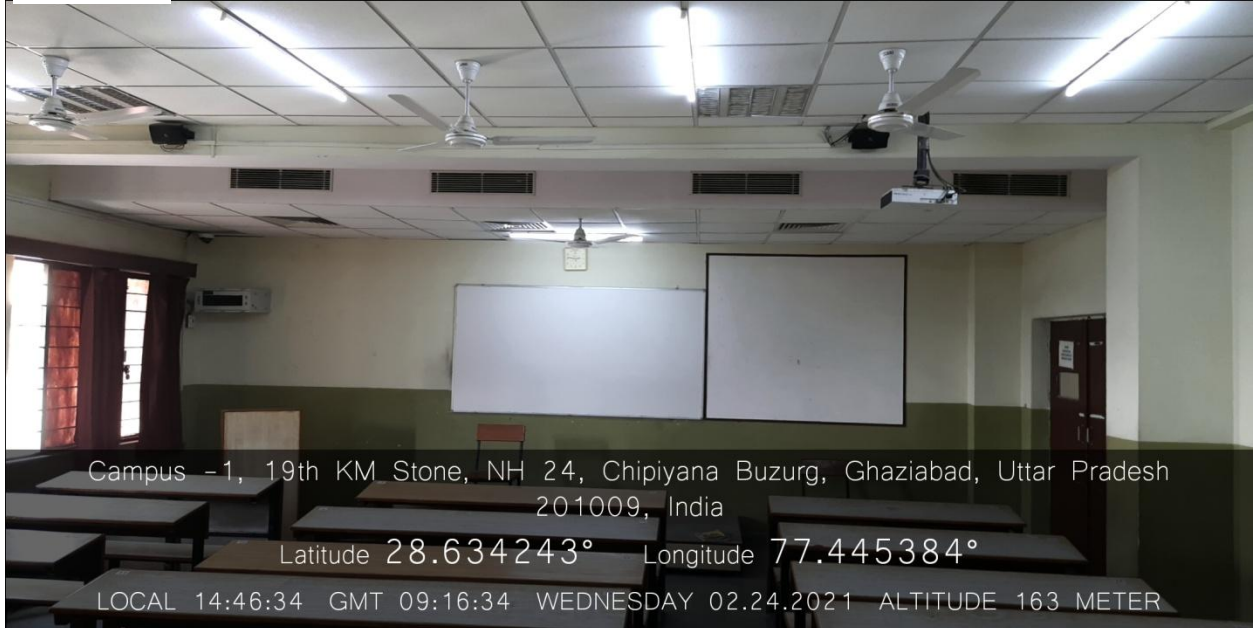 Campus -1, 19th KM Stone, NH 24, Chipiyana Buzurg, Ghaziabad, Uttar Pradesh
201009, India
Latitude 28.634243° Longitude 77.445384°
LOCAL 14:46:34 GMT 09:16:34 WEDNESDAY 02.24.2021 ALTITUDE 163 METER